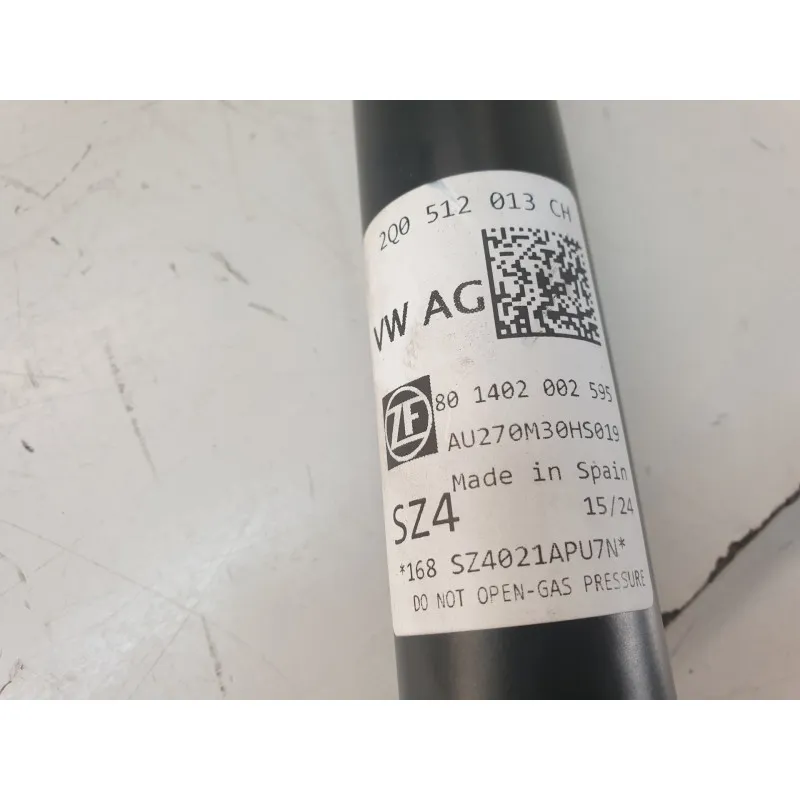 2Q0 512 013 CH
VW AG
ZF
80 1402 002 595
AU270M30HS019
Made in Spain
SZ4 15/24
*168 SZ4021APU7N*
DO NOT OPEN-GAS PRESSURE